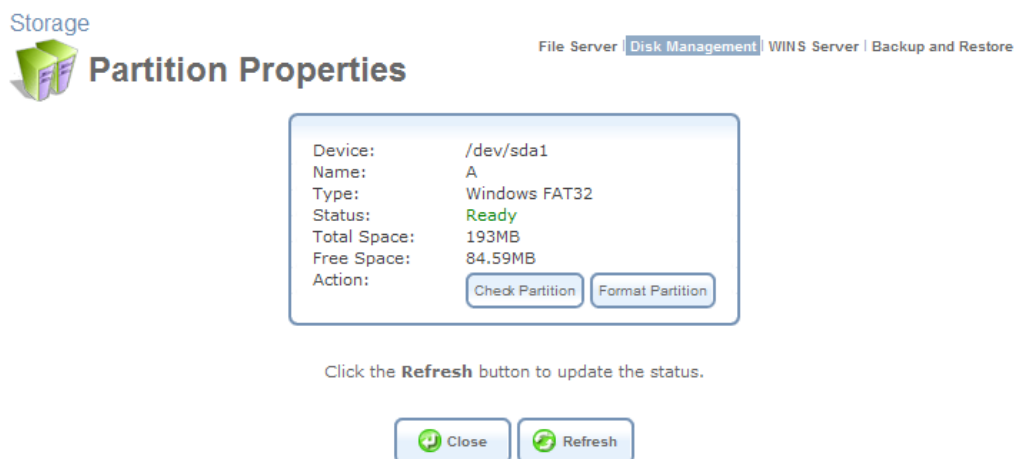 Storage
File Server | Disk Management | WINS Server | Backup and Restore
Partition Properties
Device: /dev/sda1
Name: A
Type: Windows FAT32
Status: Ready
Total Space: 193MB
Free Space: 84.59MB
Action: Check Partition Format Partition
Click the Refresh button to update the status.
Close Refresh